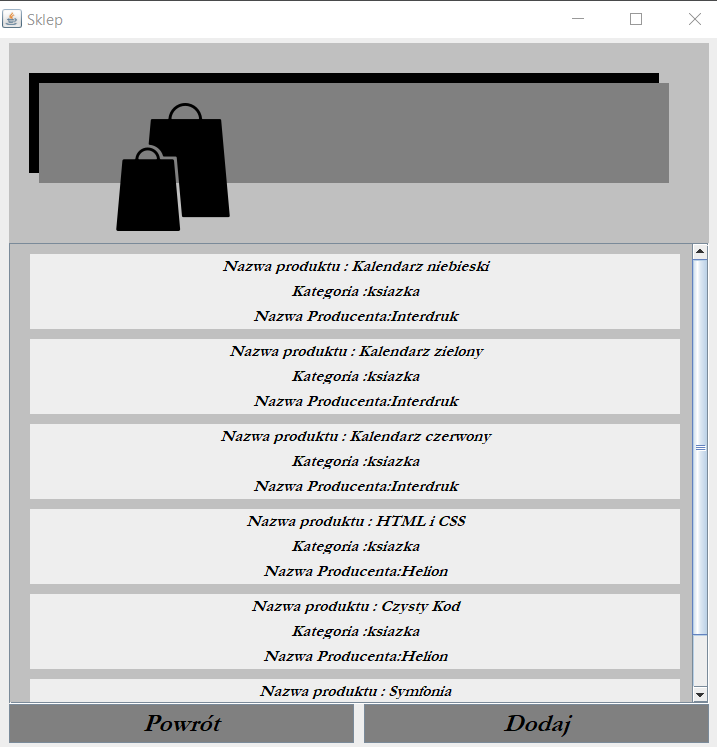 Sklep
Nazwa produktu : Kalendarz niebieski
Kategoria :ksiazka
Nazwa Producenta:Interdruk
Nazwa produktu : Kalendarz zielony
Kategoria :ksiazka
Nazwa Producenta:Interdruk
Nazwa produktu : Kalendarz czerwony
Kategoria :ksiazka
Nazwa Producenta:Interdruk
Nazwa produktu : HTML i CSS
Kategoria :ksiazka
Nazwa Producenta:Helion
Nazwa produktu : Czysty Kod
Kategoria :ksiazka
Nazwa Producenta:Helion
Nazwa produktu : Symfonia
Powrót
Dodaj